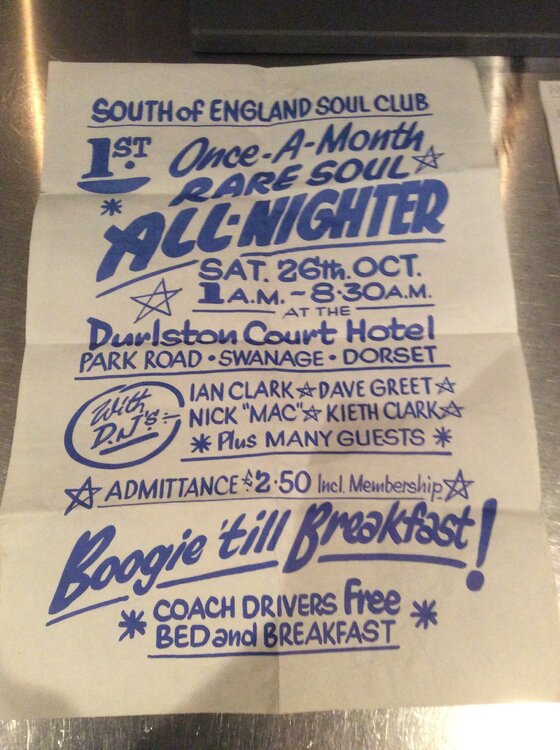 SOUTH of ENGLAND SOUL CLUB
1ST Once-A-Month
RARE SOUL
ALL-NIGHTER
SAT. 26th. OCT.
1A.M. - 8·30A.M.
AT THE
Durlston Court Hotel
PARK ROAD · SWANAGE · DORSET
With D.J's:-
IAN CLARK DAVE GREET
NICK "MAC" KIETH CLARK
Plus MANY GUESTS
ADMITTANCE £2·50 Incl. Membership
Boogie 'till Breakfast!
COACH DRIVERS Free
BED and BREAKFAST